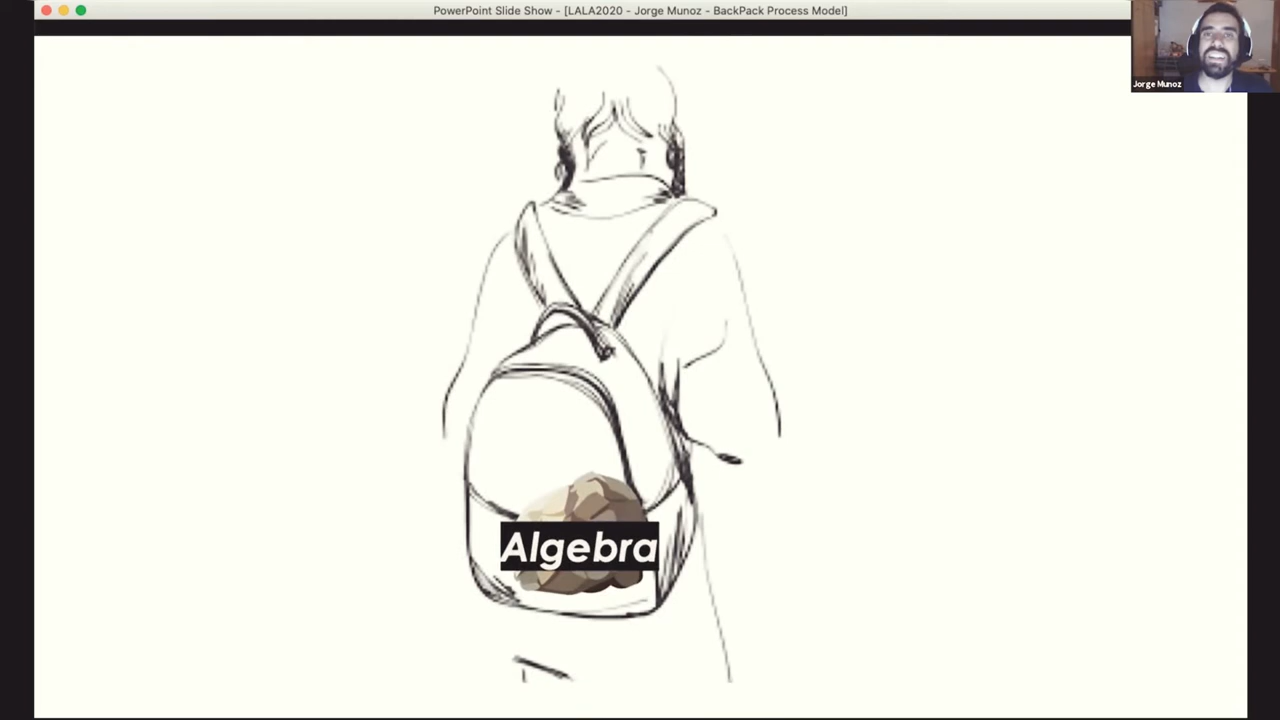 PowerPoint Slide Show - [LALA2020 - Jorge Munoz - BackPack Process Model]
Jorge Munoz
Algebra